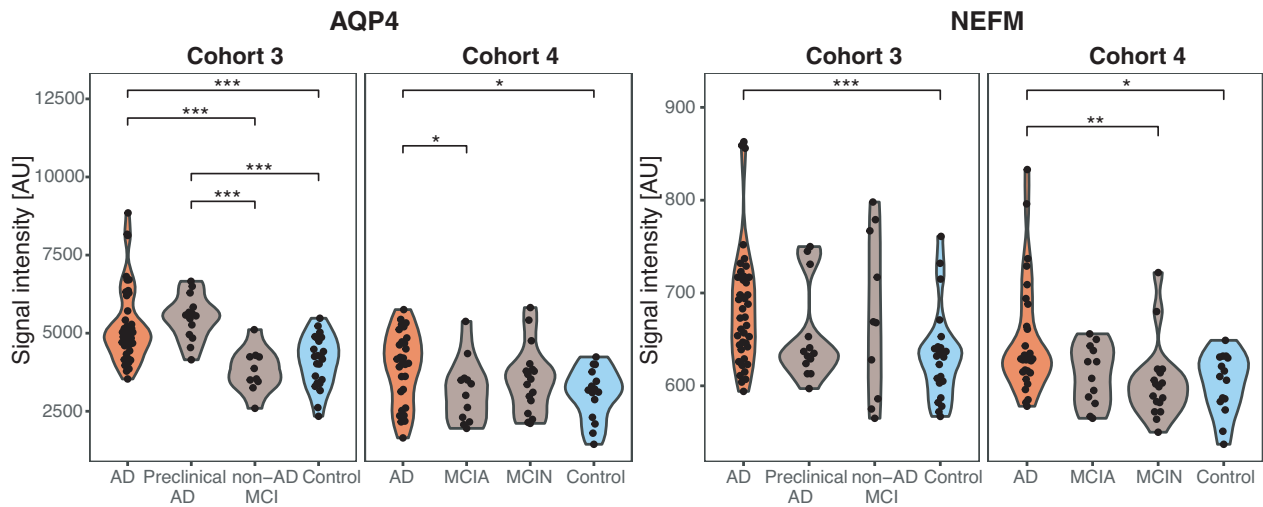 AQP4
NEFM
Cohort 3
Cohort 4
Cohort 3
Cohort 4
Signal intensity [AU]
12500
10000
7500
5000
2500
***
***
***
***
*
*
AD
Preclinical
AD
non−AD
MCI
Control
AD
MCIA
MCIN
Control
Signal intensity [AU]
900
800
700
600
***
*
**
AD
Preclinical
AD
non−AD
MCI
Control
AD
MCIA
MCIN
Control